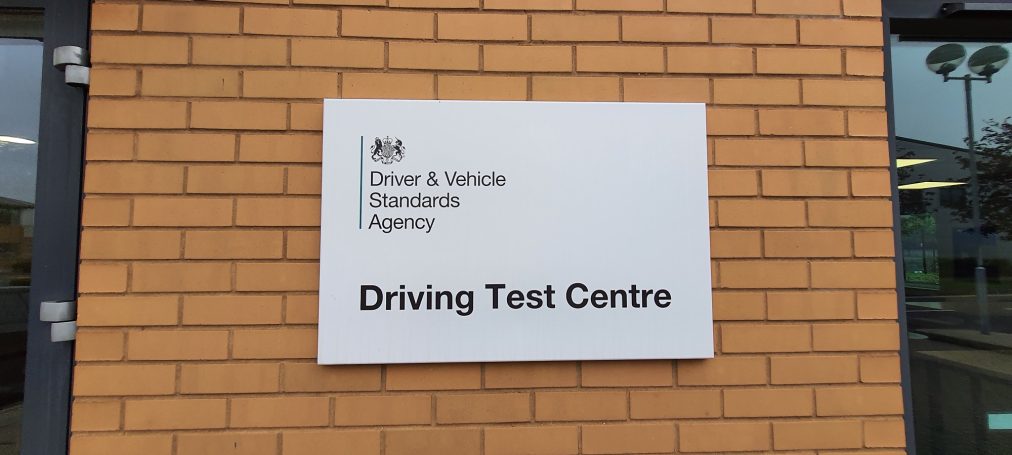 Driver & Vehicle
Standards
Agency
Driving Test Centre